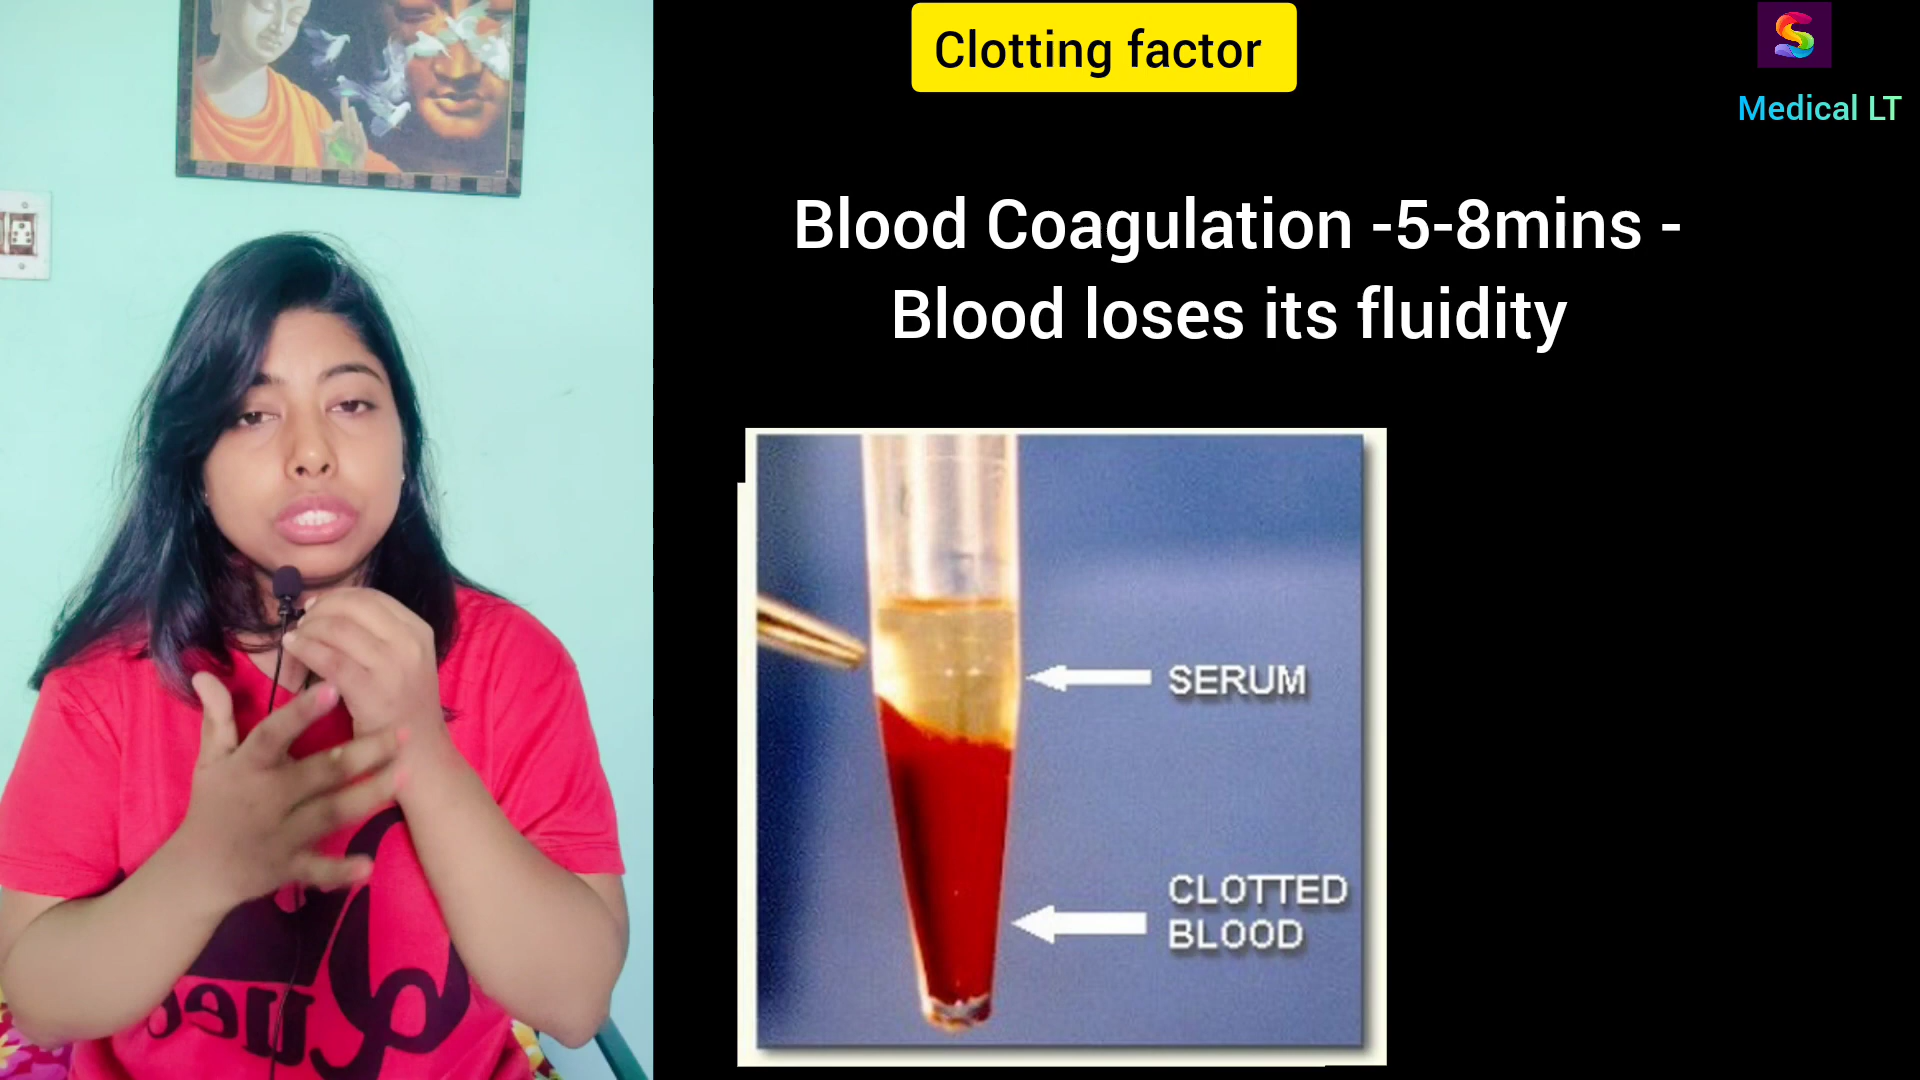 Clotting factor
Medical LT
Blood Coagulation -5-8mins -
Blood loses its fluidity
SERUM
CLOTTED
BLOOD